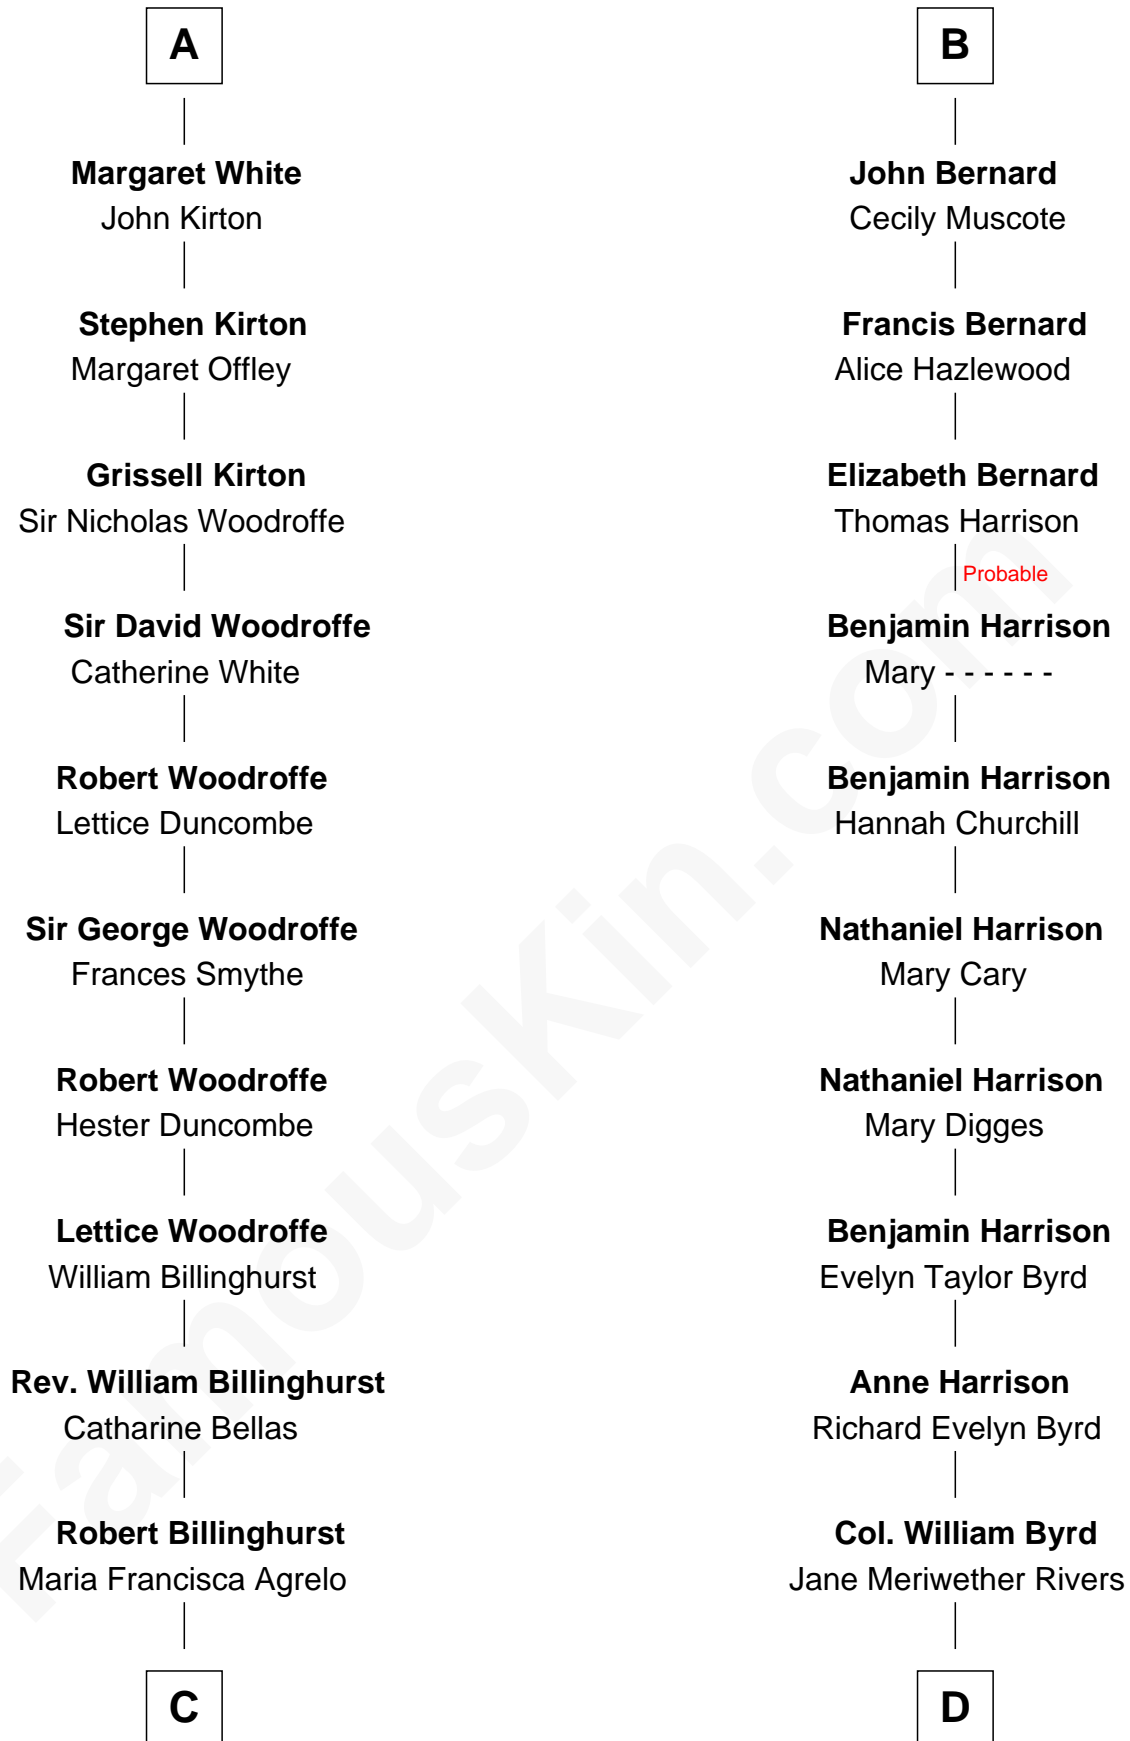 A
Margaret White
John Kirton
Stephen Kirton
Margaret Offley
Grissell Kirton
Sir Nicholas Woodroffe
Sir David Woodroffe
Catherine White
Robert Woodroffe
Lettice Duncombe
Sir George Woodroffe
Frances Smythe
Robert Woodroffe
Hester Duncombe
Lettice Woodroffe
William Billinghurst
Rev. William Billinghurst
Catharine Bellas
Robert Billinghurst
Maria Francisca Agrelo
C
B
John Bernard
Cecily Muscote
Francis Bernard
Alice Hazlewood
Elizabeth Bernard
Thomas Harrison
Probable
Benjamin Harrison
Mary - - - - - -
Benjamin Harrison
Hannah Churchill
Nathaniel Harrison
Mary Cary
Nathaniel Harrison
Mary Digges
Benjamin Harrison
Evelyn Taylor Byrd
Anne Harrison
Richard Evelyn Byrd
Col. William Byrd
Jane Meriwether Rivers
D
FamousKin.com